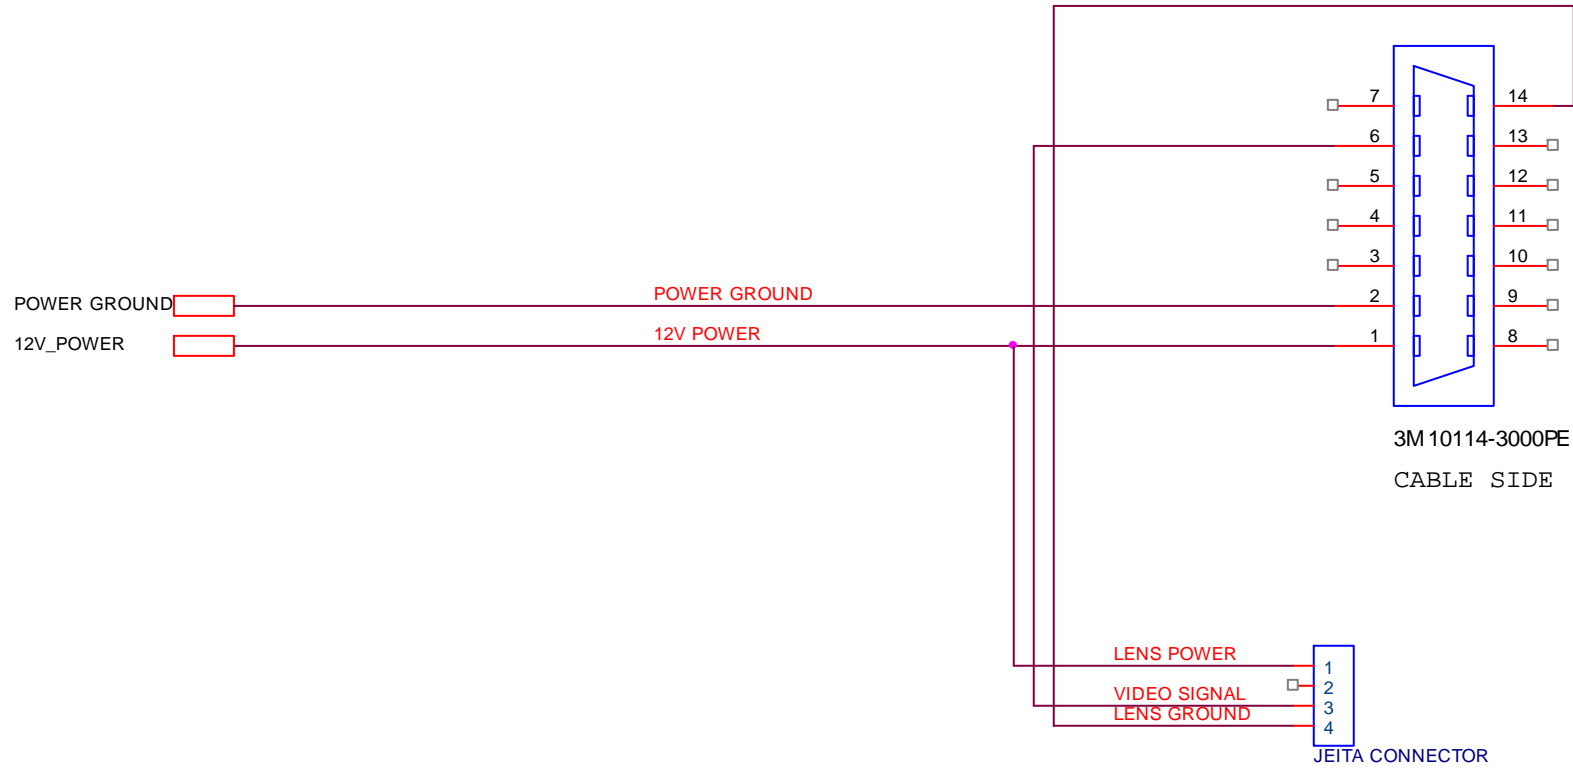 7
14
6
13
5
12
4
11
3
10
POWER GROUND
POWER GROUND
2
9
12V_POWER
12V POWER
1
8
3M 10114-3000PE
CABLE SIDE
LENS POWER
1
2
VIDEO SIGNAL
3
LENS GROUND
4
JEITA CONNECTOR